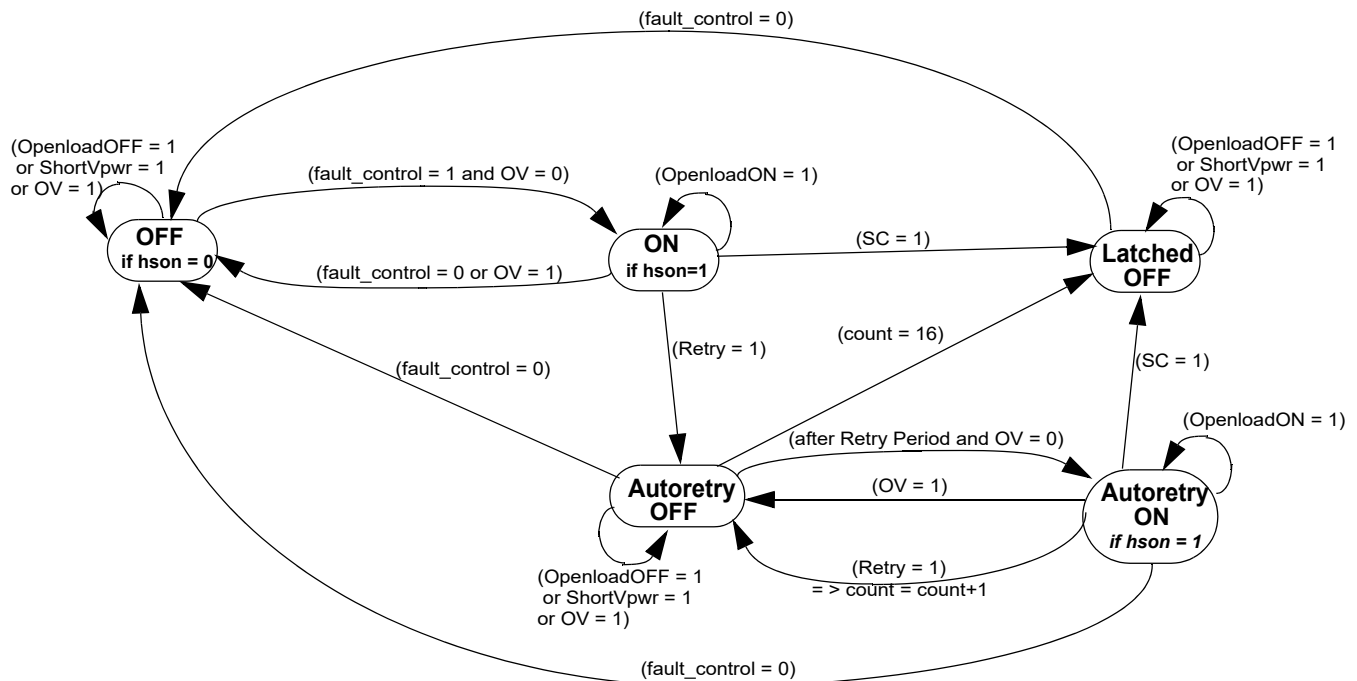 (fault_control = 0)
(OpenloadOFF = 1
or ShortVpwr = 1
or OV = 1)
(fault_control = 1 and OV = 0)
(OpenloadON = 1)
(OpenloadOFF = 1
or ShortVpwr = 1
or OV = 1)
OFF
if hson = 0
ON
if hson=1
(SC = 1)
Latched
OFF
(fault_control = 0 or OV = 1)
(count = 16)
(Retry = 1)
(fault_control = 0)
(SC = 1)
(OpenloadON = 1)
(after Retry Period and OV = 0)
Autoretry
OFF
(OV = 1)
Autoretry
ON
if hson = 1
(Retry = 1)
= > count = count+1
(OpenloadOFF = 1
or ShortVpwr = 1
or OV = 1)
(fault_control = 0)